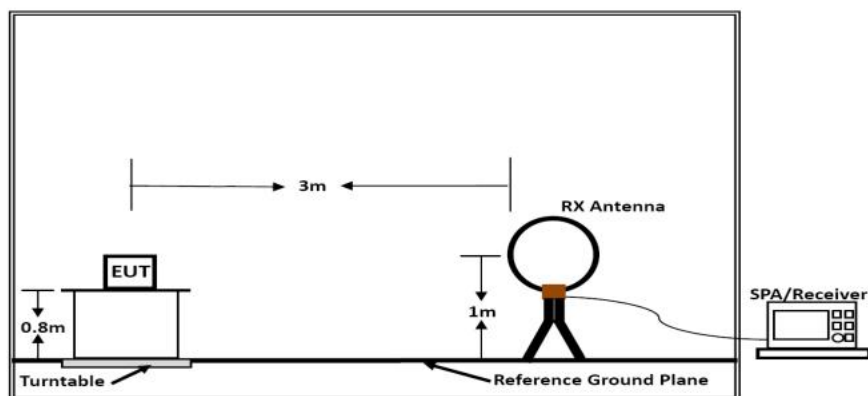 3m
RX Antenna
EUT
SPA/Receiver
0.8m
1m
Turntable
Reference Ground Plane